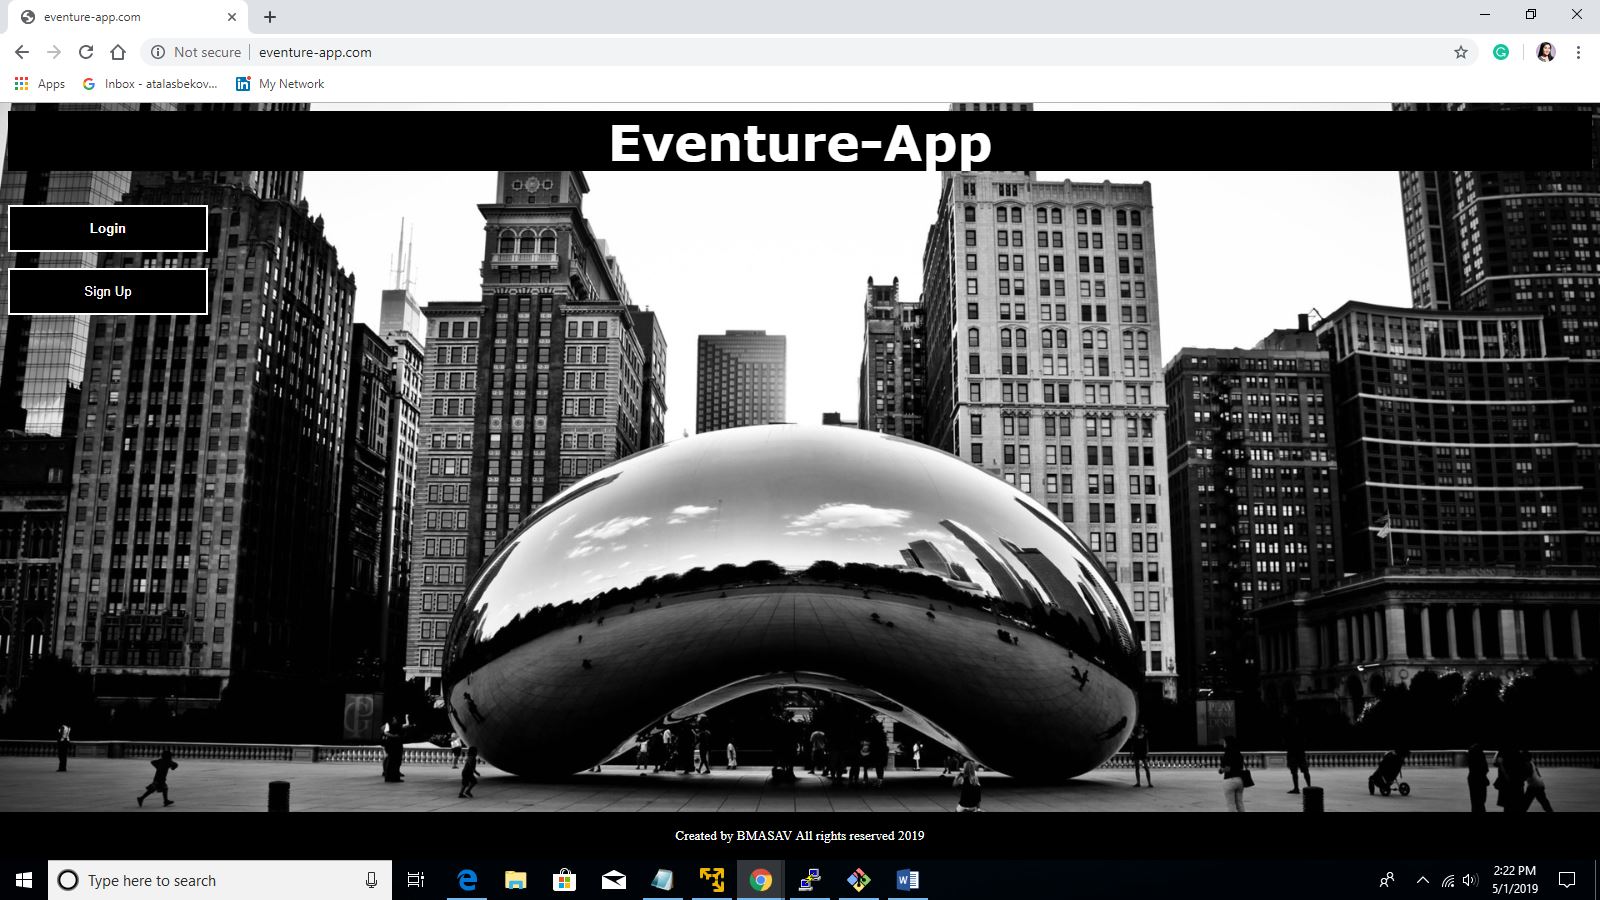 eventure-app.com
Not secure eventure-app.com
Apps Inbox - atalasbekov... My Network
Eventure-App
Login
Sign Up
Created by BMASAV All rights reserved 2019
Type here to search
2:22 PM
5/1/2019